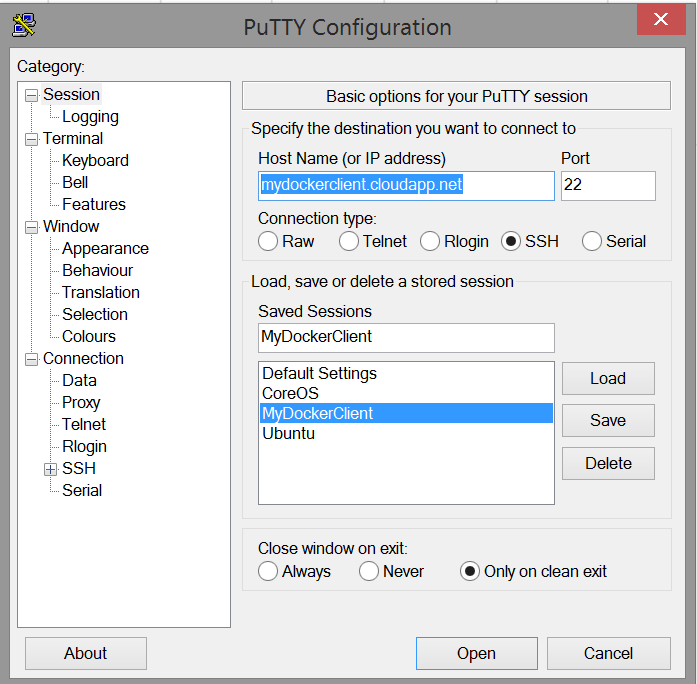 PuTTY Configuration
Category:
Session
Logging
Terminal
Keyboard
Bell
Features
Window
Appearance
Behaviour
Translation
Selection
Colours
Connection
Data
Proxy
Telnet
Rlogin
SSH
Serial
Basic options for your PuTTY session
Specify the destination you want to connect to
Host Name (or IP address) Port
mydockerclient.cloudapp.net 22
Connection type:
Raw Telnet Rlogin SSH Serial
Load, save or delete a stored session
Saved Sessions
MyDockerClient
Default Settings
CoreOS
MyDockerClient
Ubuntu
Load
Save
Delete
Close window on exit:
Always Never Only on clean exit
About Open Cancel